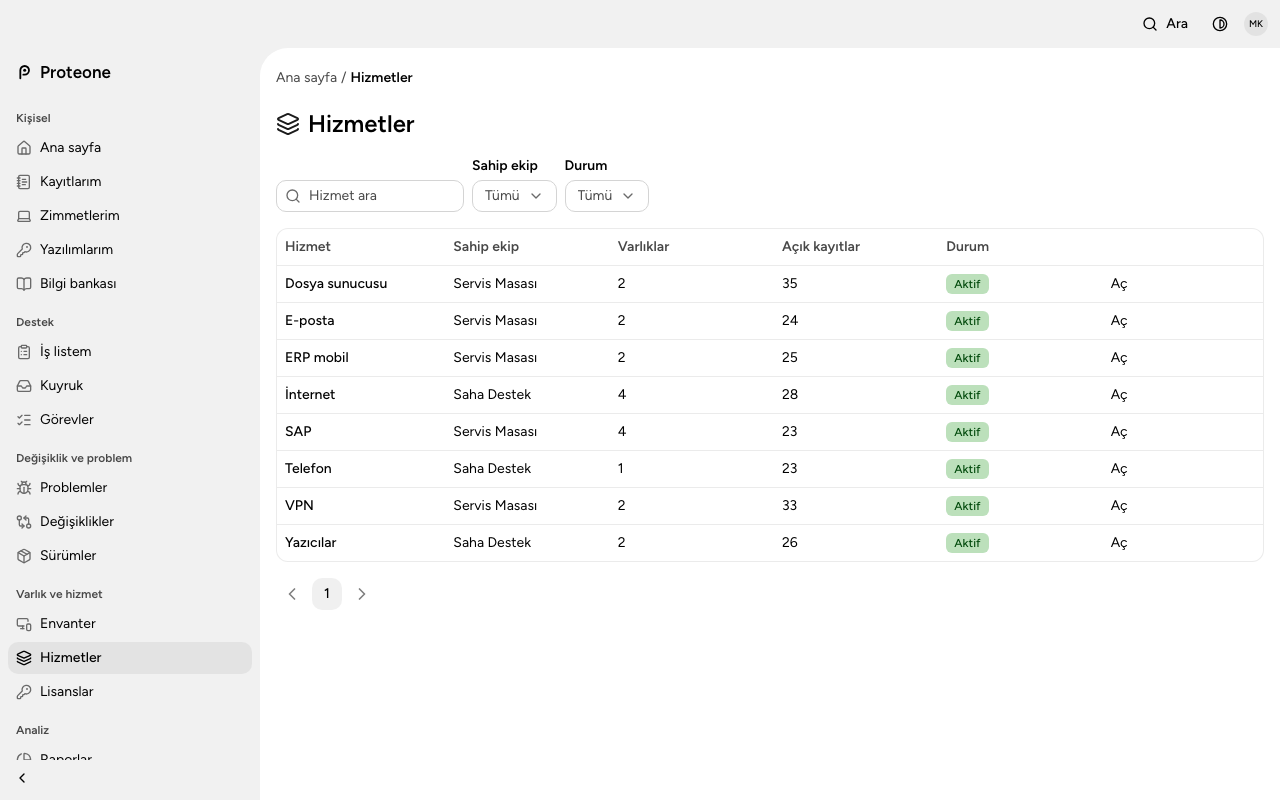 Ara
MK
Proteone
Kişisel
Ana sayfa
Kayıtlarım
Zimmetlerim
Yazılımlarım
Bilgi bankası
Destek
İş listem
Kuyruk
Görevler
Değişiklik ve problem
Problemler
Değişiklikler
Sürümler
Varlık ve hizmet
Envanter
Hizmetler
Lisanslar
Analiz
Raporlar
Ana sayfa / Hizmetler
Hizmetler
Sahip ekip Durum
Hizmet ara Tümü Tümü
Hizmet Sahip ekip Varlıklar Açık kayıtlar Durum
Dosya sunucusu Servis Masası 2 35 Aktif Aç
E-posta Servis Masası 2 24 Aktif Aç
ERP mobil Servis Masası 2 25 Aktif Aç
İnternet Saha Destek 4 28 Aktif Aç
SAP Servis Masası 4 23 Aktif Aç
Telefon Saha Destek 1 23 Aktif Aç
VPN Servis Masası 2 33 Aktif Aç
Yazıcılar Saha Destek 2 26 Aktif Aç
1